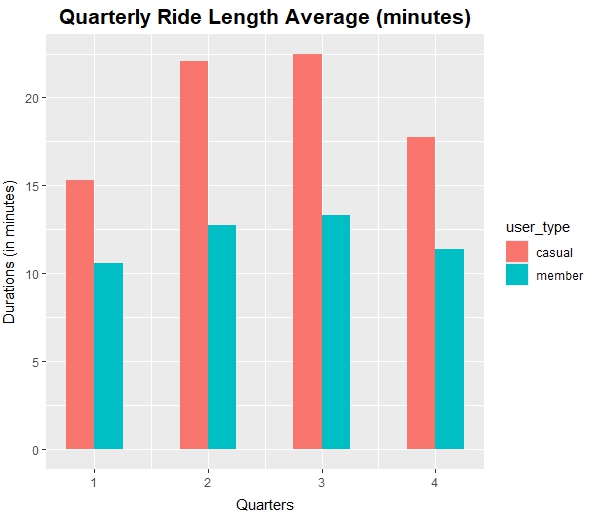 Quarterly Ride Length Average (minutes)
Durations (in minutes)
20
15
10
5
0
1 2 3 4
Quarters
user_type
casual
member